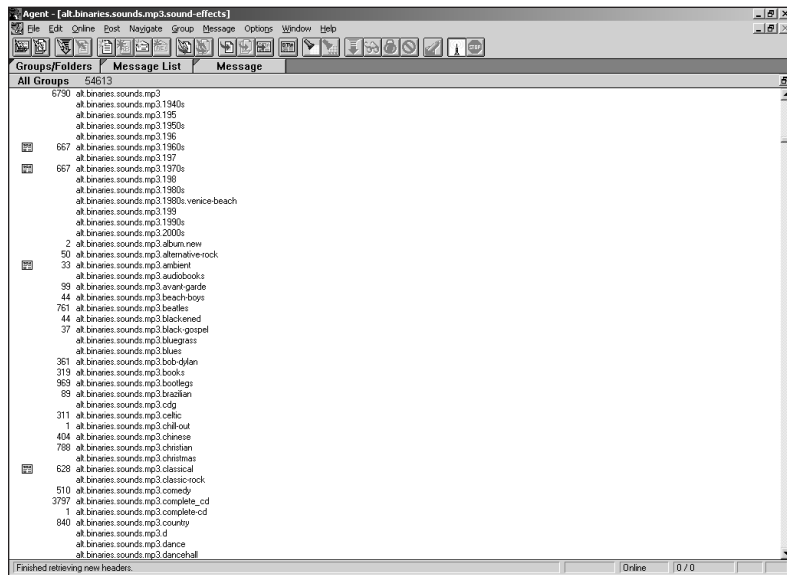 Agent - [alt.binaries.sounds.mp3.sound-effects]
File Edit Online Post Navigate Group Message Options Window Help
Groups/Folders Message List Message
All Groups 54613
6790 alt.binaries.sounds.mp3
alt.binaries.sounds.mp3.1940s
alt.binaries.sounds.mp3.195
alt.binaries.sounds.mp3.1950s
alt.binaries.sounds.mp3.196
667 alt.binaries.sounds.mp3.1960s
alt.binaries.sounds.mp3.197
667 alt.binaries.sounds.mp3.1970s
alt.binaries.sounds.mp3.198
alt.binaries.sounds.mp3.1980s
alt.binaries.sounds.mp3.1980s.venice-beach
alt.binaries.sounds.mp3.199
alt.binaries.sounds.mp3.1990s
alt.binaries.sounds.mp3.2000s
2 alt.binaries.sounds.mp3.album.new
50 alt.binaries.sounds.mp3.alternative-rock
33 alt.binaries.sounds.mp3.ambient
alt.binaries.sounds.mp3.audiobooks
99 alt.binaries.sounds.mp3.avant-garde
44 alt.binaries.sounds.mp3.beach-boys
761 alt.binaries.sounds.mp3.beatles
44 alt.binaries.sounds.mp3.blackened
37 alt.binaries.sounds.mp3.black-gospel
alt.binaries.sounds.mp3.bluegrass
alt.binaries.sounds.mp3.blues
361 alt.binaries.sounds.mp3.bob-dylan
319 alt.binaries.sounds.mp3.books
969 alt.binaries.sounds.mp3.bootlegs
89 alt.binaries.sounds.mp3.brazilian
alt.binaries.sounds.mp3.cdg
311 alt.binaries.sounds.mp3.celtic
1 alt.binaries.sounds.mp3.chill-out
404 alt.binaries.sounds.mp3.chinese
788 alt.binaries.sounds.mp3.christian
alt.binaries.sounds.mp3.christmas
628 alt.binaries.sounds.mp3.classical
alt.binaries.sounds.mp3.classic-rock
510 alt.binaries.sounds.mp3.comedy
3797 alt.binaries.sounds.mp3.complete_cd
1 alt.binaries.sounds.mp3.complete-cd
840 alt.binaries.sounds.mp3.country
alt.binaries.sounds.mp3.d
alt.binaries.sounds.mp3.dance
alt.binaries.sounds.mp3.dancehall
Finished retrieving new headers. Online 0 / 0